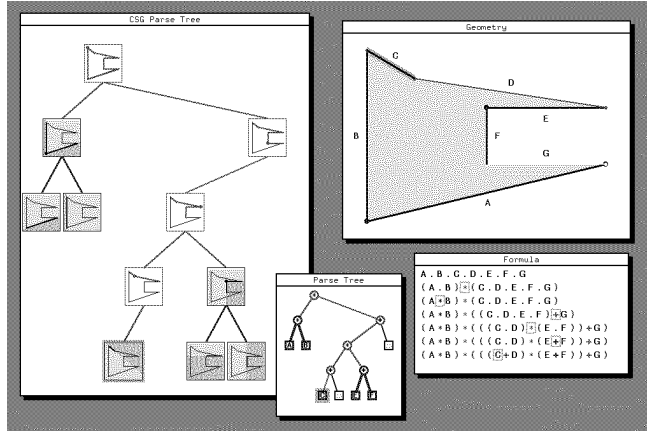 CSG Parse Tree
Geometry
C
D
B
E
F
G
A
Formula
A.B.C.D.E.F.G
(A.B)*(C.D.E.F.G)
(A*B)*(C.D.E.F.G)
(A*B)*((C.D.E.F)+G)
(A*B)*(((C.D)*(E.F))+G)
(A*B)*(((C.D)*(E+F))+G)
(A*B)*(((C+D)*(E+F))+G)
Parse Tree